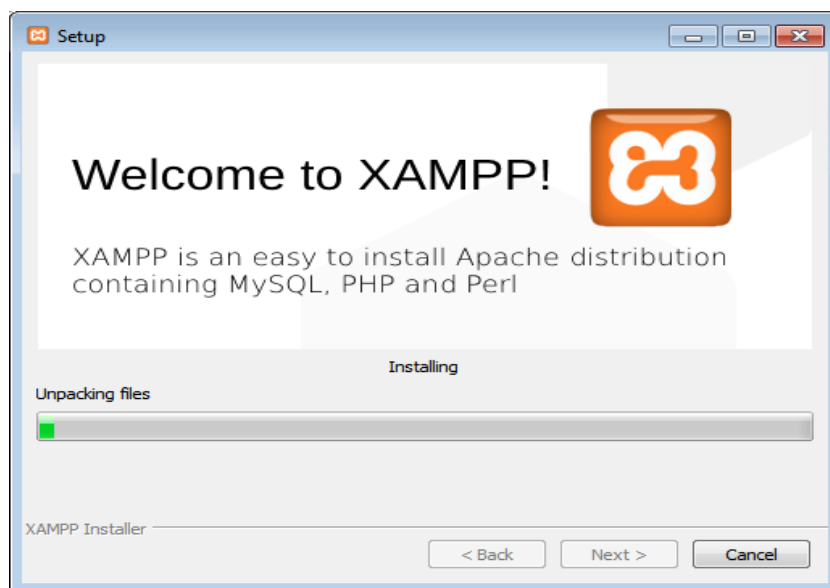 Setup
Welcome to XAMPP!
XAMPP is an easy to install Apache distribution
containing MySQL, PHP and Perl
Installing
Unpacking files
XAMPP Installer
< Back
Next >
Cancel